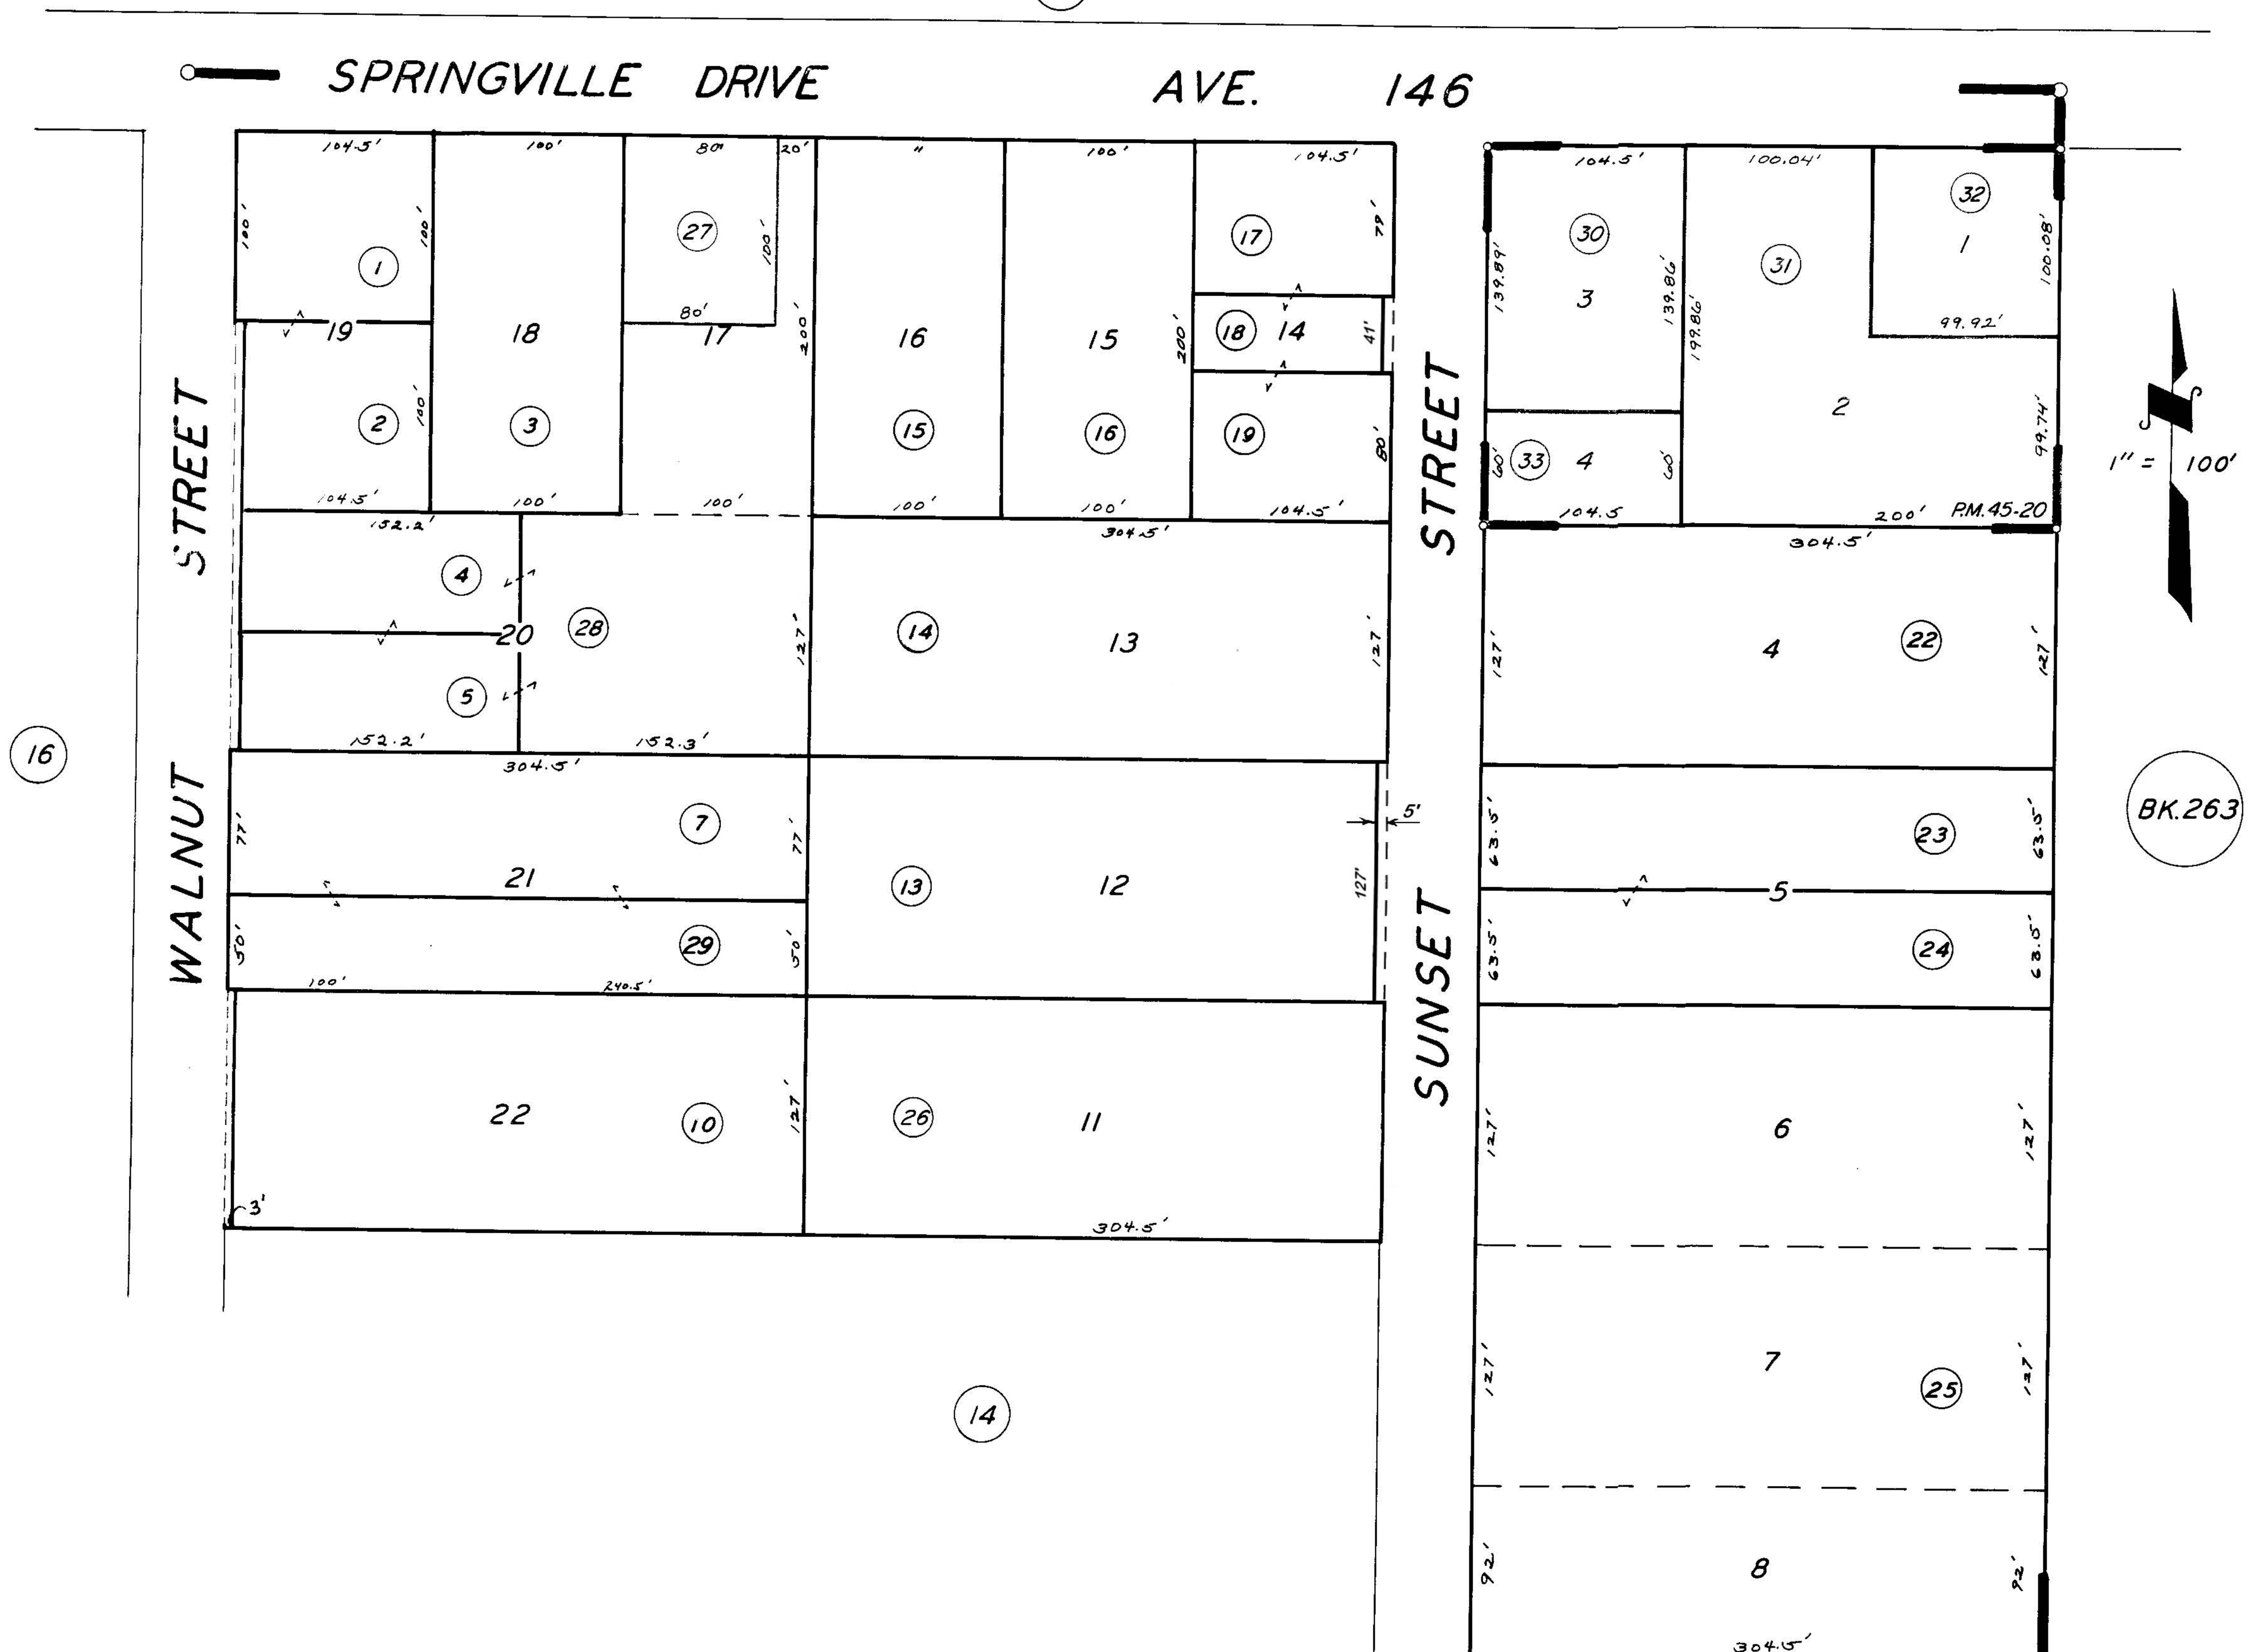 SPRINGVILLE DRIVE AVE. 146
104.5' 100' 80' 20' " 100' 104.5' 104.5' 100.04'
100' 100' 100' 79' 139.89' 139.86' 199.86' 100.08'
1 27 17 30 31 32
3 1
80' 99.92'
19 18 17 200' 16 15 200' 18 14 41'
2 100' 3 15 16 19 80' 2 99.74'
60' 33 4 60'
1" = 100'
104.5' 100' 100' 100' 100' 104.5' 104.5 200' P.M. 45-20
152.2' 304.5' 304.5'
4 20 28 127' 14 13 127' 127' 4 22 127'
5
152.2' 152.3'
304.5'
WALNUT STREET
SUNSET STREET
16
BK. 263
77' 7 77' 5' 63.5' 23 63.5'
21 13 12 127' 5
50' 29 50' 63.5' 24 63.5'
100' 240.5'
22 10 127' 26 11 127' 6 127'
3' 304.5'
14
127' 7 25 127'
92' 8 92'
304.5'